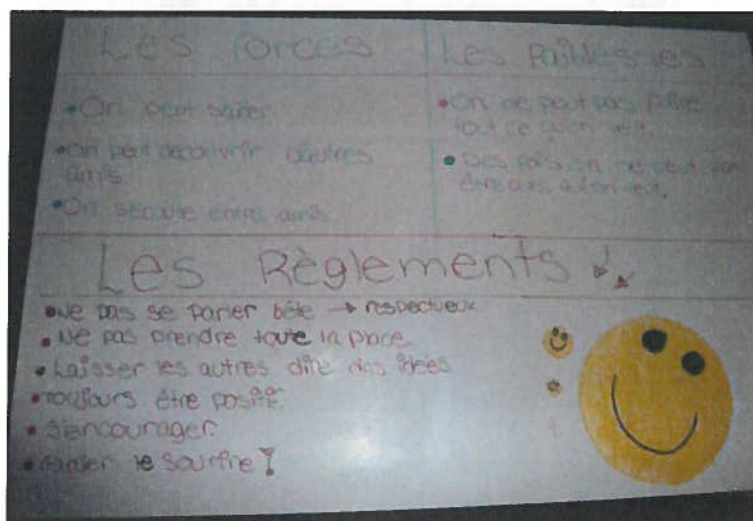 Les forces
• On peut s'aider
• On peut découvrir d'autres amis.
• On s'écoute entre amis
Les faiblesses
• On ne peut pas faire
tout ce qu'on veut.
• Des fois on ne peut pas
être avec qui on veut.
Les Règlements
• Ne pas se parler bête → respectueux
• Ne pas prendre toute la place
• Laisser les autres dire des idées
• Toujours être positif.
• S'encourager.
• Garder le sourire !